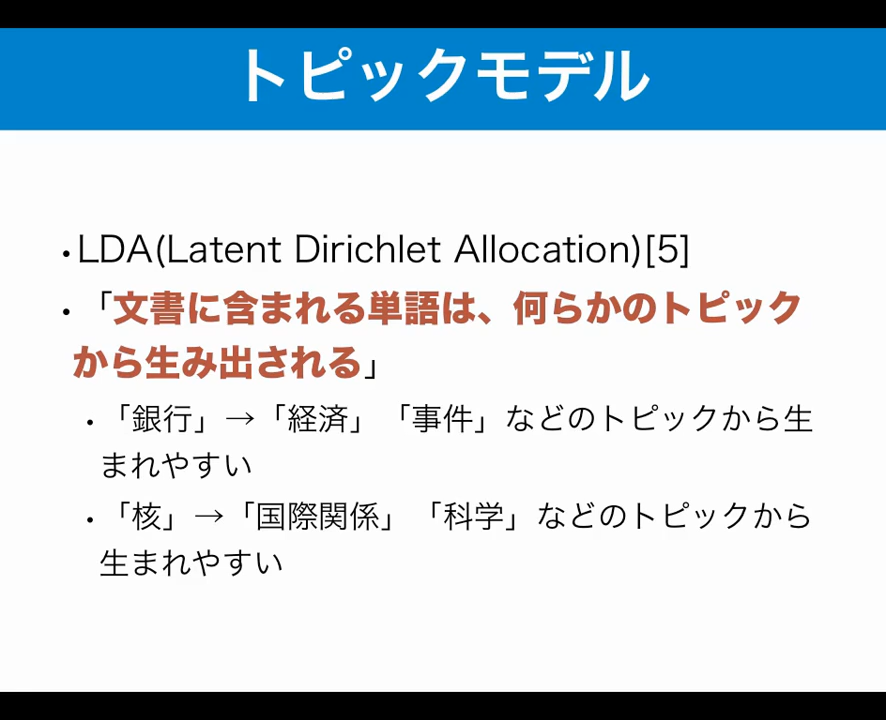 トピックモデル
・LDA(Latent Dirichlet Allocation)[5]
・「文書に含まれる単語は、何らかのトピック
から生み出される」
・「銀行」→「経済」「事件」などのトピックから生
まれやすい
・「核」→「国際関係」「科学」などのトピックから
生まれやすい